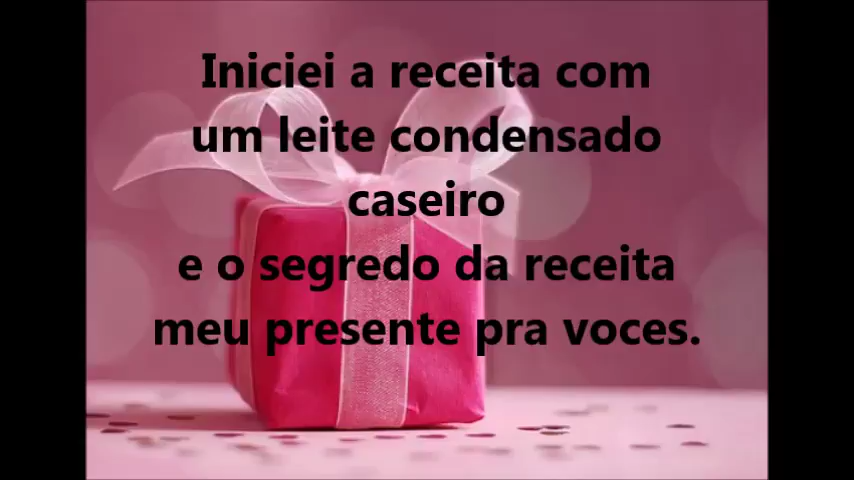 Iniciei a receita com
um leite condensado
caseiro
e o segredo da receita
meu presente pra voces.